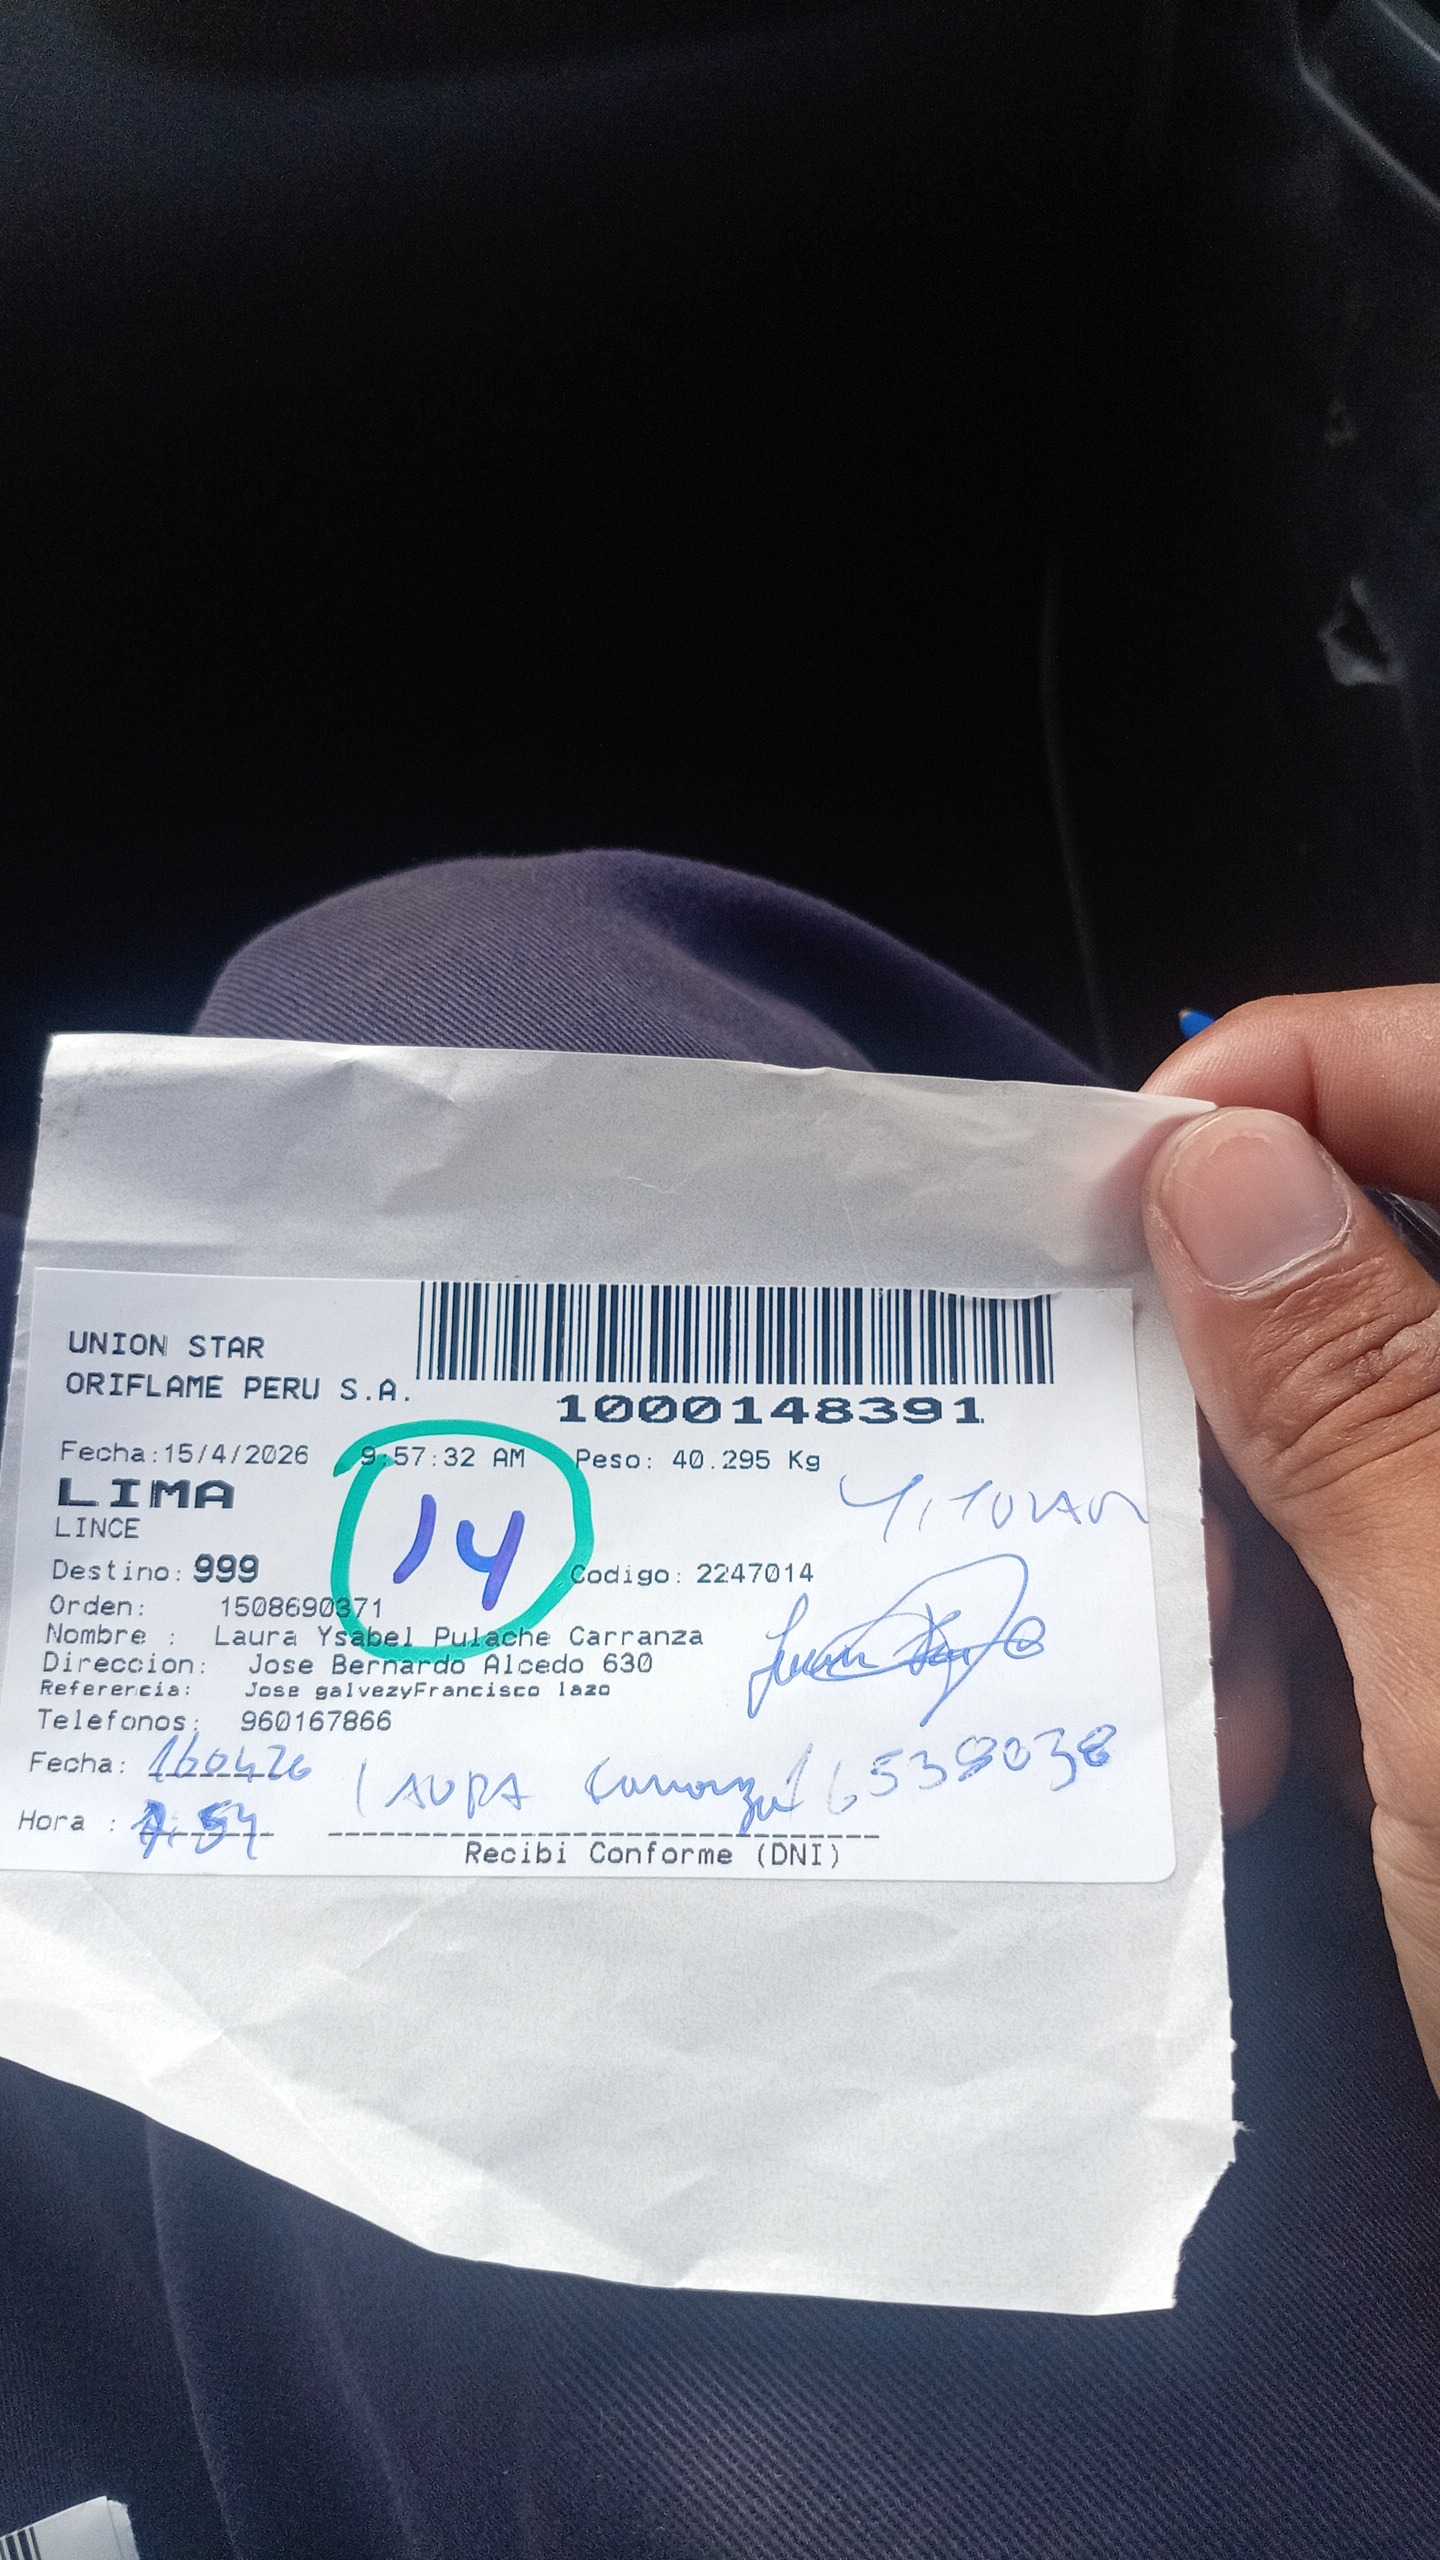 UNION STAR
ORIFLAME PERU S.A.
1000148391
Fecha:15/4/2026 9:57:32 AM Peso: 40.295 Kg
LIMA
TITULAR
LINCE
14
Destino: 999 Codigo: 2247014
Orden: 1508690371
Nombre : Laura Ysabel Pulache Carranza
Direccion: Jose Bernardo Alcedo 630
Referencia: Jose galvezyFrancisco lazo
Telefonos: 960167866
Fecha: 160426
LAURA Carranza
Hora :
Recibi Conforme (DNI)